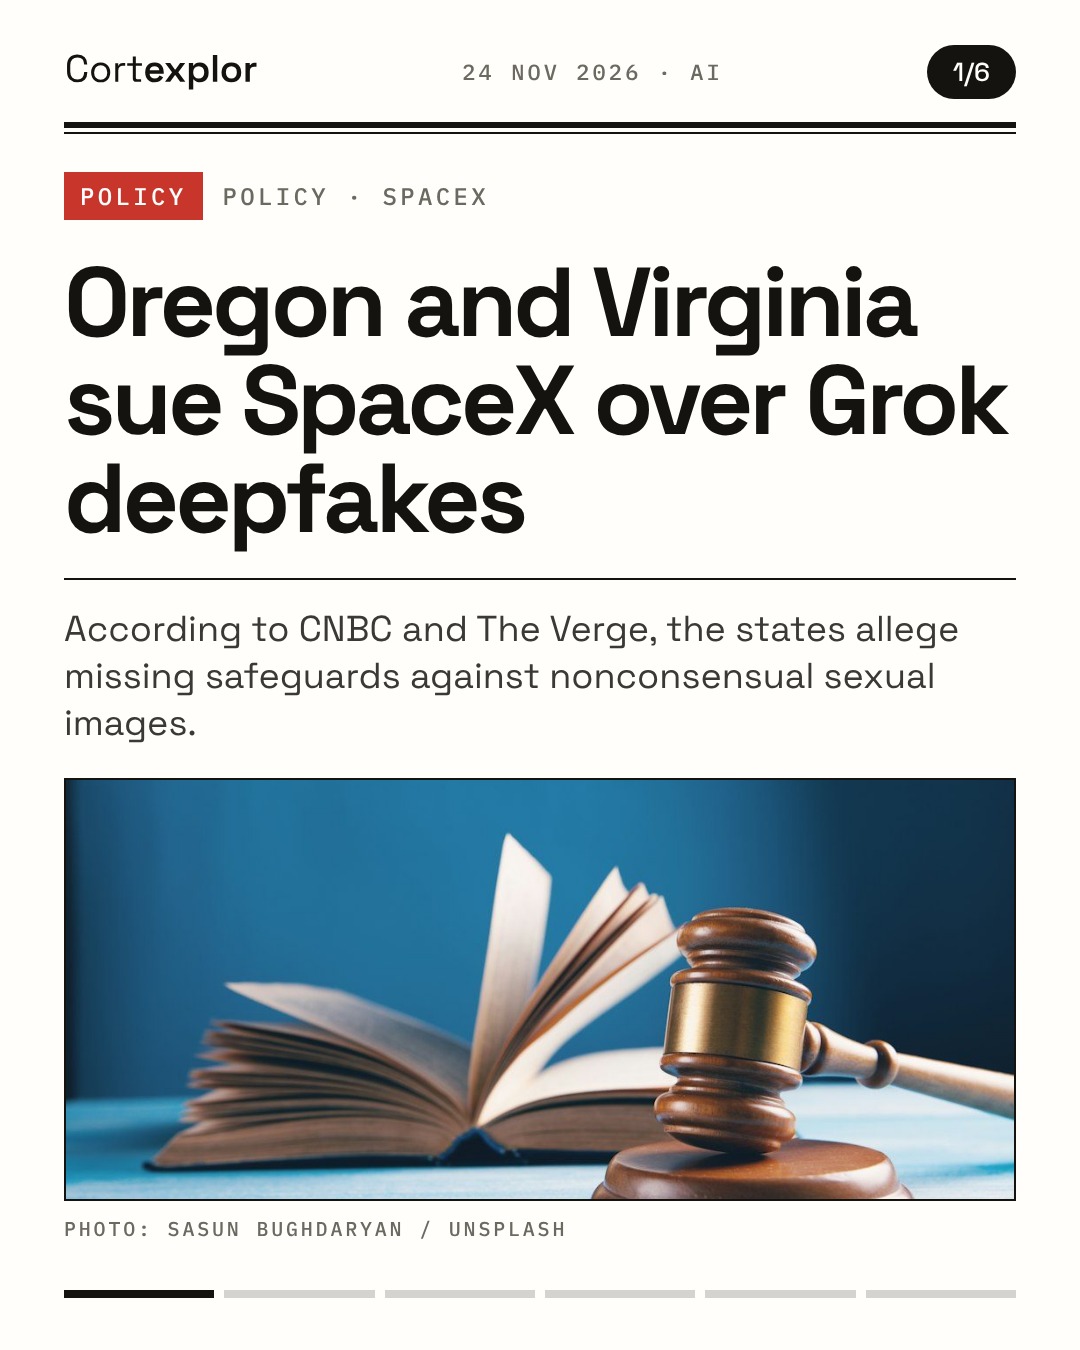 Cortexplor
24 NOV 2026 · AI
1/6
POLICY
POLICY · SPACEX
Oregon and Virginia
sue SpaceX over Grok
deepfakes
According to CNBC and The Verge, the states allege
missing safeguards against nonconsensual sexual
images.
PHOTO: SASUN BUGHDARYAN / UNSPLASH